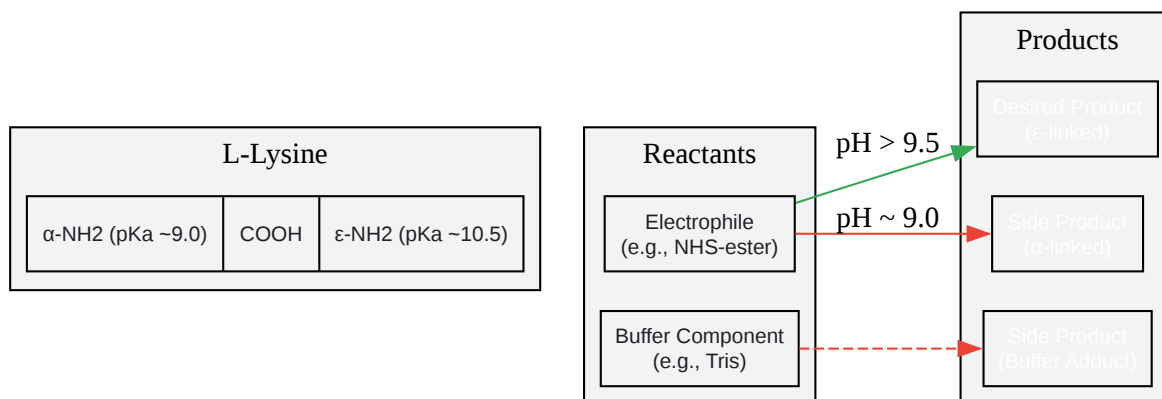 L-Lysine
α-NH2 (pKa ~9.0)
COOH
ε-NH2 (pKa ~10.5)
Reactants
Electrophile
(e.g., NHS-ester)
Buffer Component
(e.g., Tris)
pH > 9.5
pH ~ 9.0
Products
Desired Product
(ε-linked)
Side Product
(α-linked)
Side Product
(Buffer Adduct)